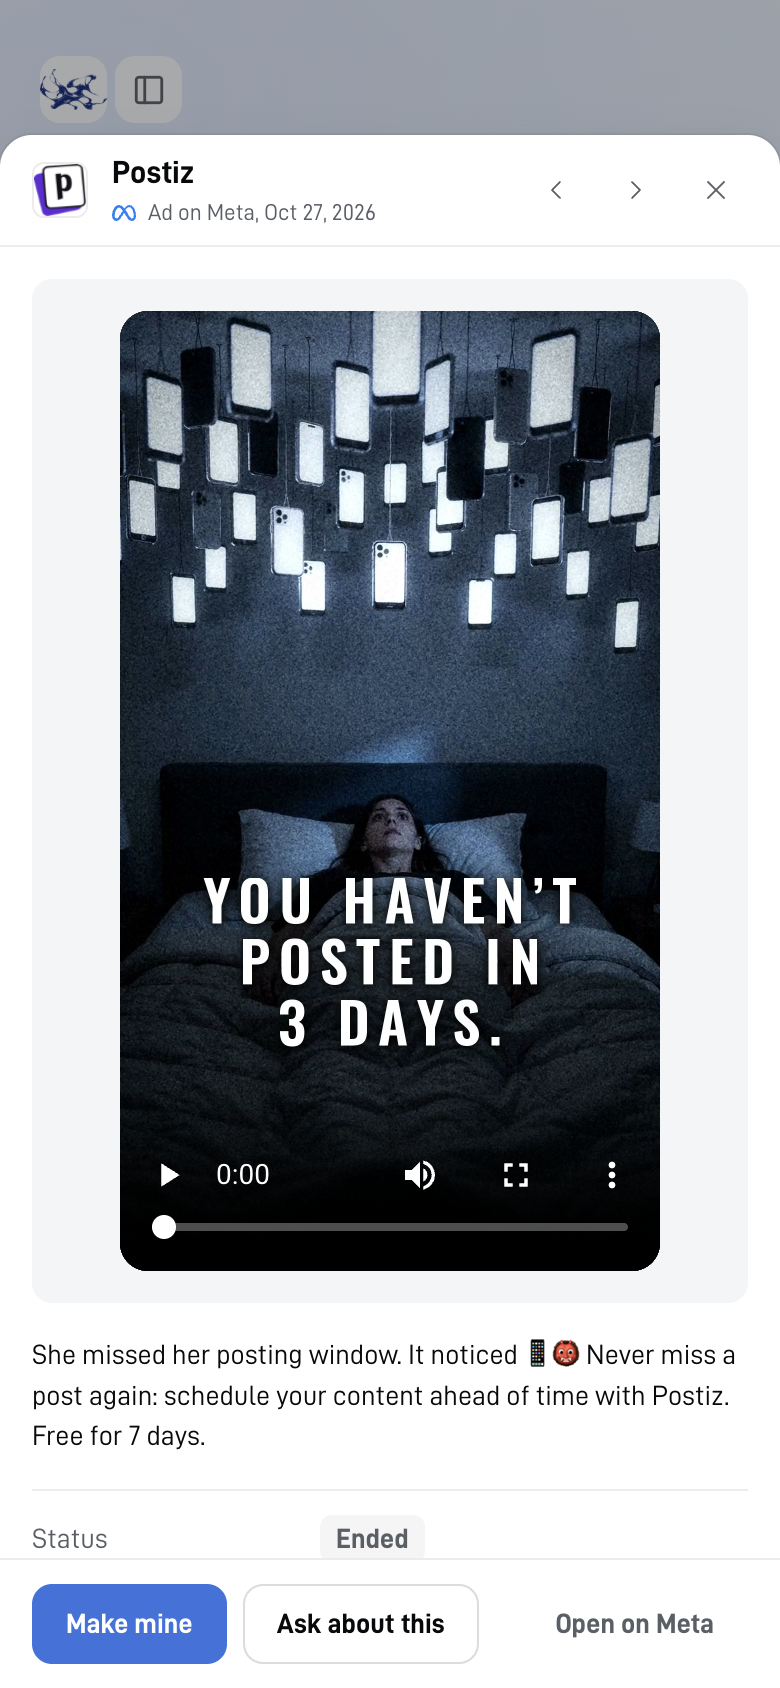 Postiz
Ad on Meta, Oct 27, 2026
YOU HAVEN'T
POSTED IN
3 DAYS.
0:00
She missed her posting window. It noticed 📱👹 Never miss a
post again: schedule your content ahead of time with Postiz.
Free for 7 days.
Status Ended
Make mine Ask about this Open on Meta